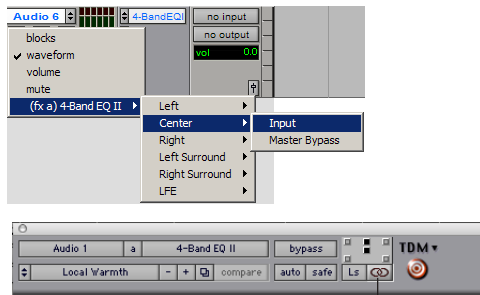 Audio 6 4-BandEQI no input
no output
vol 0.0
blocks
waveform
volume
mute
(fx a) 4-Band EQ II
Left
Center
Right
Left Surround
Right Surround
LFE
Input
Master Bypass
Audio 1 a 4-Band EQ II bypass TDM
Local Warmth - + compare auto safe Ls